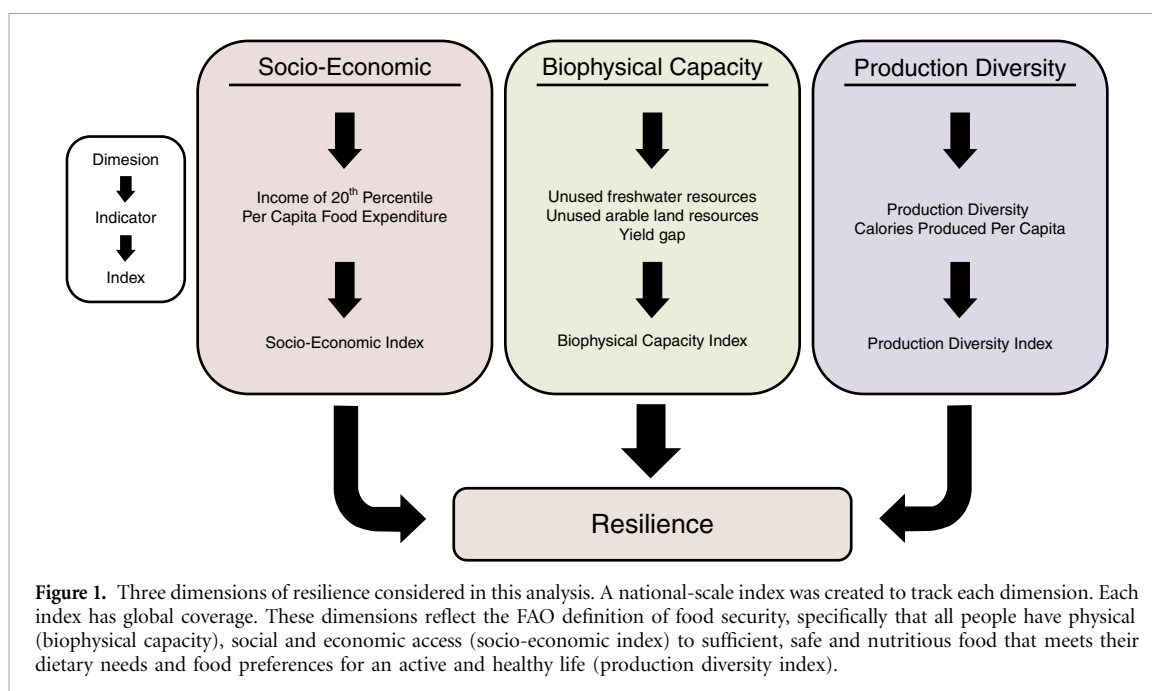 Dimesion
Indicator
Index
Socio-Economic
Income of 20th Percentile
Per Capita Food Expenditure
Socio-Economic Index
Biophysical Capacity
Unused freshwater resources
Unused arable land resources
Yield gap
Biophysical Capacity Index
Production Diversity
Production Diversity
Calories Produced Per Capita
Production Diversity Index
Resilience
Figure 1. Three dimensions of resilience considered in this analysis. A national-scale index was created to track each dimension. Each
index has global coverage. These dimensions reflect the FAO definition of food security, specifically that all people have physical
(biophysical capacity), social and economic access (socio-economic index) to sufficient, safe and nutritious food that meets their
dietary needs and food preferences for an active and healthy life (production diversity index).